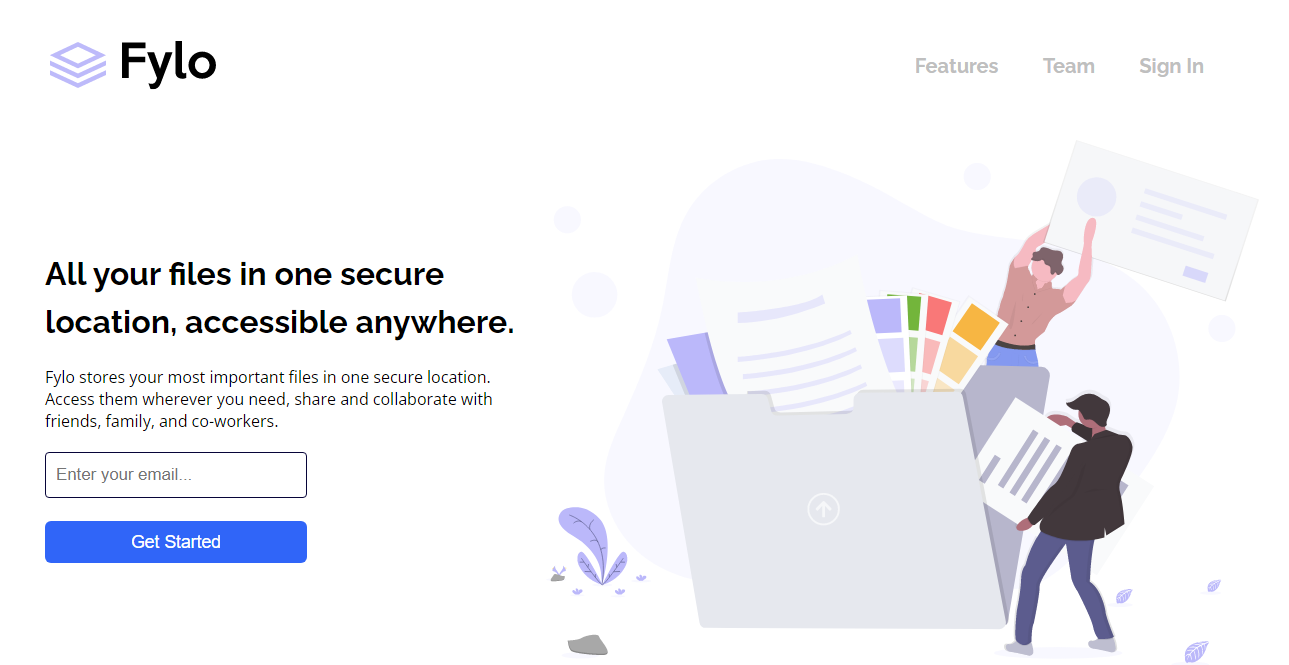 Fylo
Features
Team
Sign In
All your files in one secure
location, accessible anywhere.
Fylo stores your most important files in one secure location.
Access them wherever you need, share and collaborate with
friends, family, and co-workers.
Enter your email...
Get Started